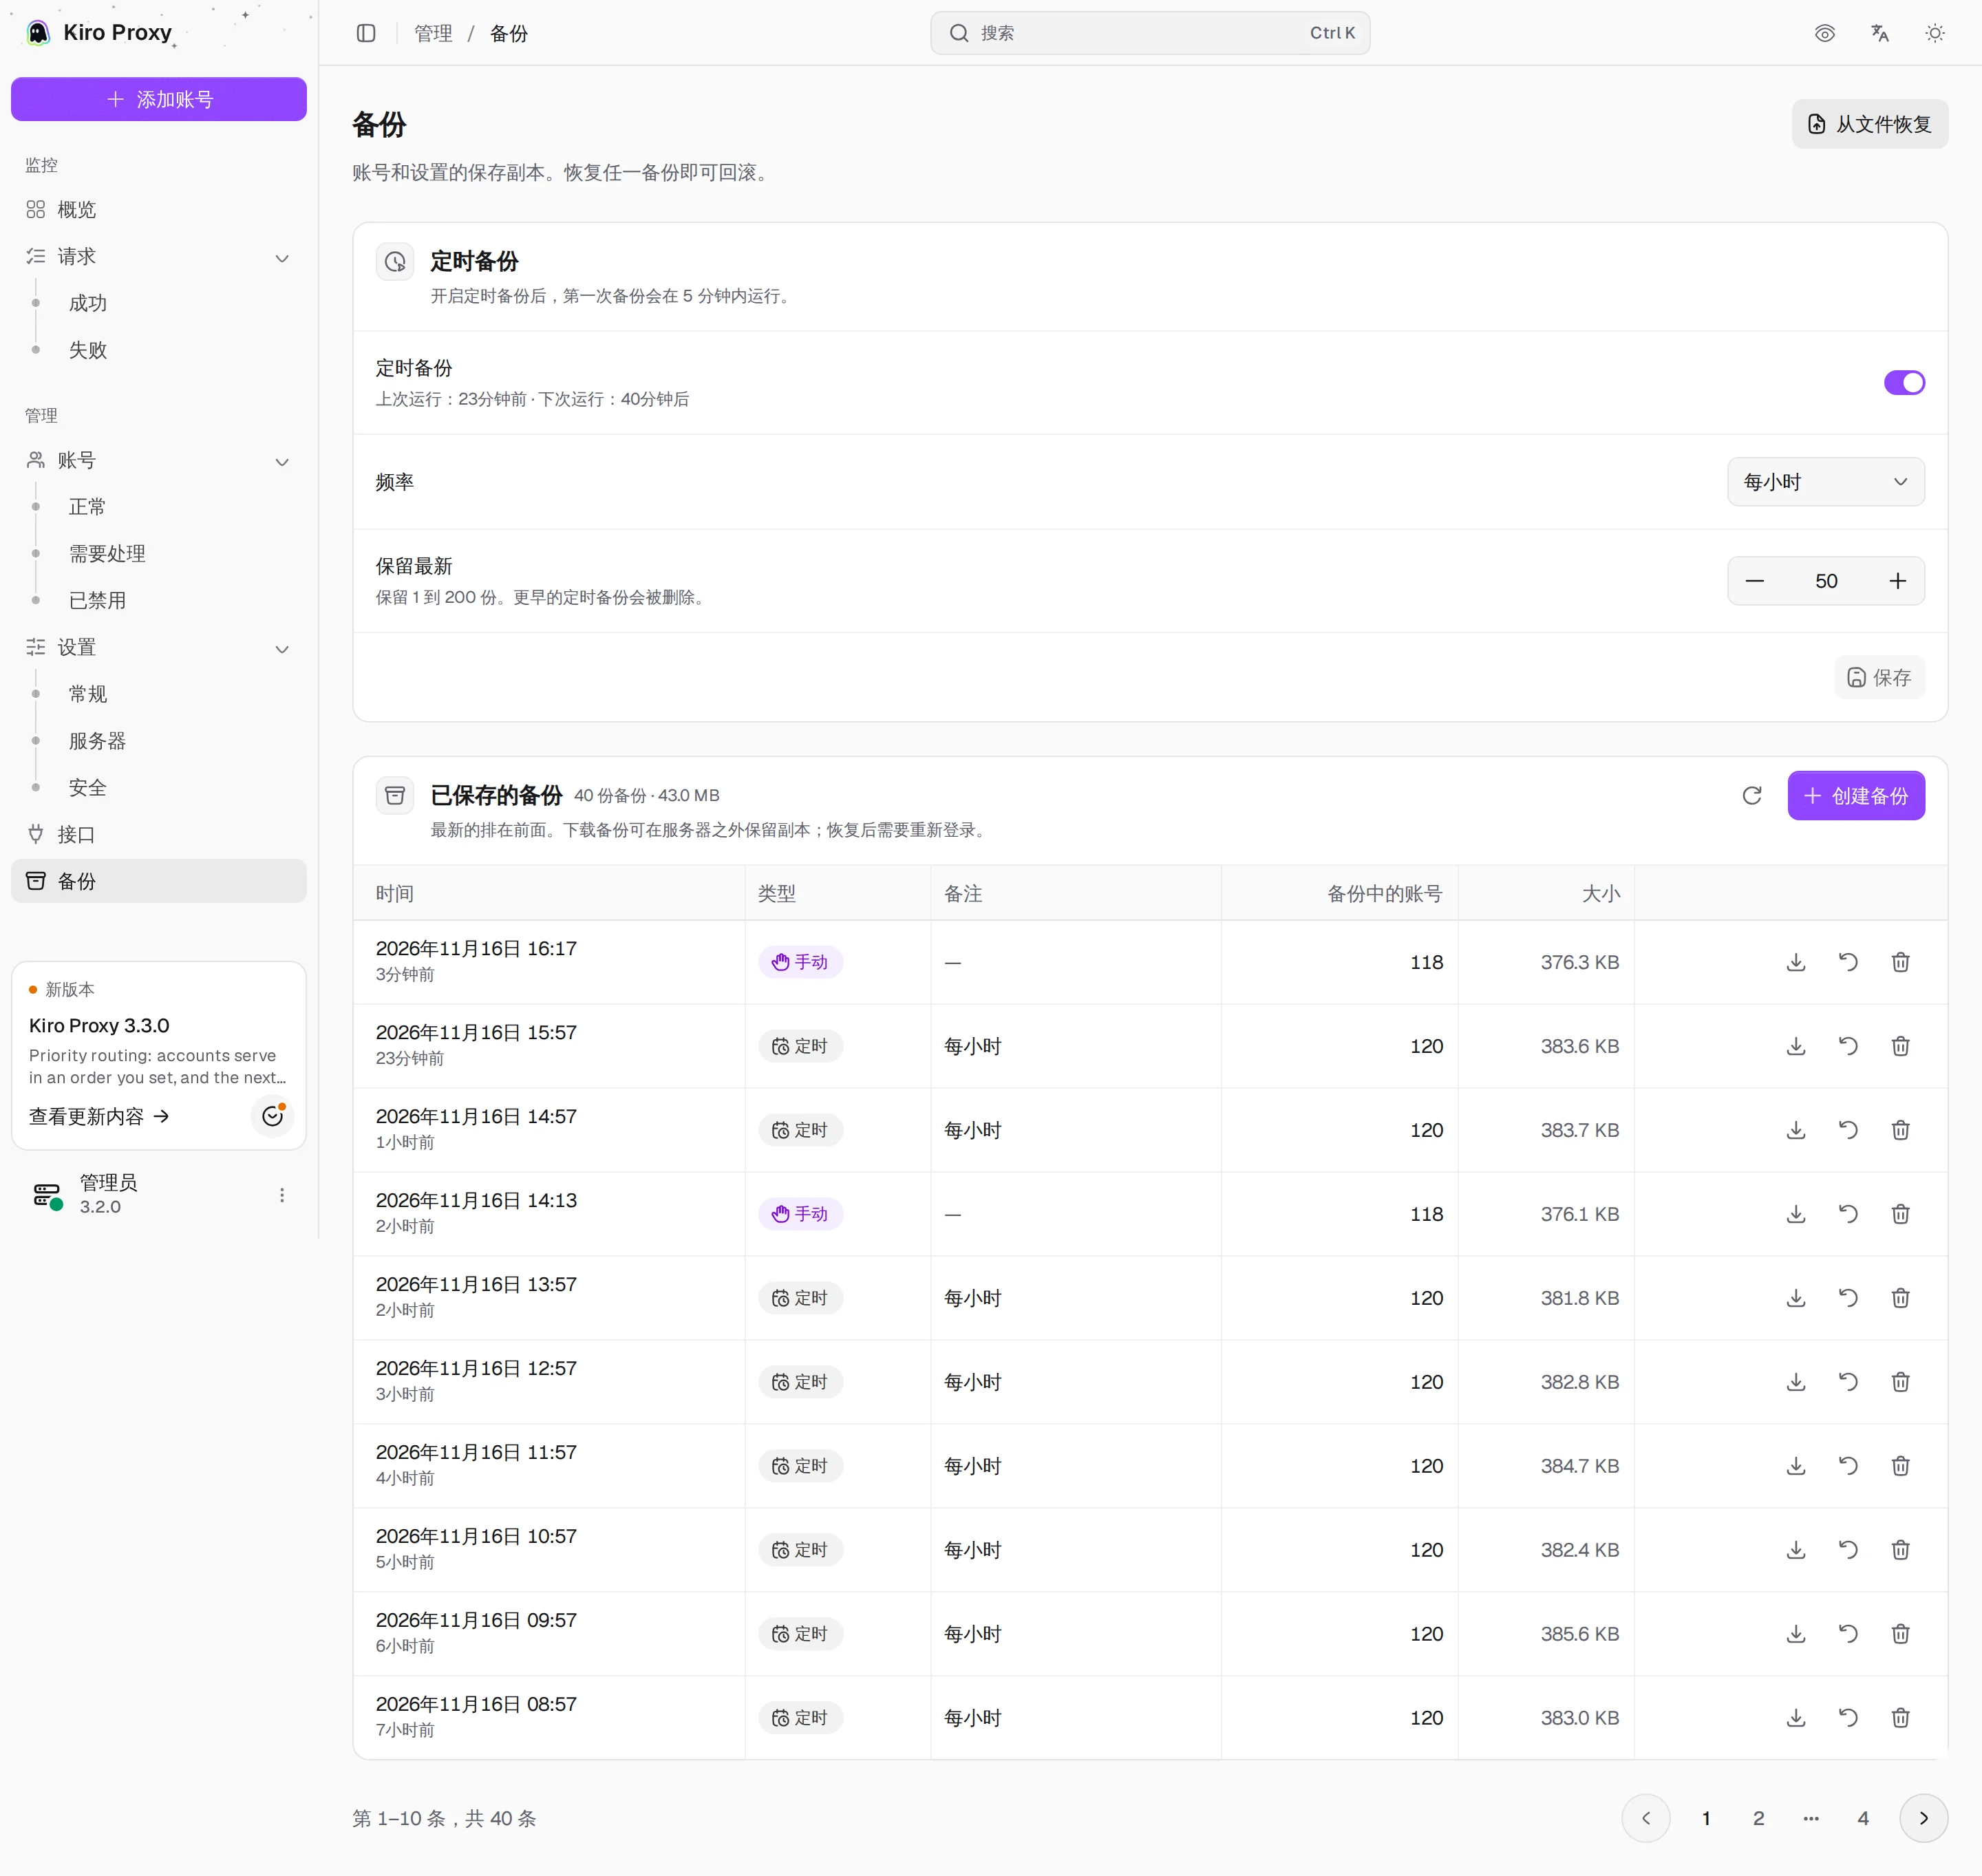 Kiro Proxy
添加账号
监控
概览
请求
成功
失败
管理
账号
正常
需要处理
已禁用
设置
常规
服务器
安全
接口
备份
新版本
Kiro Proxy 3.3.0
Priority routing: accounts serve
in an order you set, and the next...
查看更新内容
管理员
3.2.0
管理 / 备份
搜索
Ctrl K
备份
账号和设置的保存副本。恢复任一备份即可回滚。
从文件恢复
定时备份
开启定时备份后，第一次备份会在 5 分钟内运行。
定时备份
上次运行：23分钟前 · 下次运行：40分钟后
频率
每小时
保留最新
保留 1 到 200 份。更早的定时备份会被删除。
50
保存
已保存的备份 40 份备份 · 43.0 MB
最新的排在前面。下载备份可在服务器之外保留副本；恢复后需要重新登录。
创建备份
时间 类型 备注 备份中的账号 大小
2026年11月16日 16:17
3分钟前
手动 — 118 376.3 KB
2026年11月16日 15:57
23分钟前
定时 每小时 120 383.6 KB
2026年11月16日 14:57
1小时前
定时 每小时 120 383.7 KB
2026年11月16日 14:13
2小时前
手动 — 118 376.1 KB
2026年11月16日 13:57
2小时前
定时 每小时 120 381.8 KB
2026年11月16日 12:57
3小时前
定时 每小时 120 382.8 KB
2026年11月16日 11:57
4小时前
定时 每小时 120 384.7 KB
2026年11月16日 10:57
5小时前
定时 每小时 120 382.4 KB
2026年11月16日 09:57
6小时前
定时 每小时 120 385.6 KB
2026年11月16日 08:57
7小时前
定时 每小时 120 383.0 KB
第 1–10 条，共 40 条
1 2 ••• 4